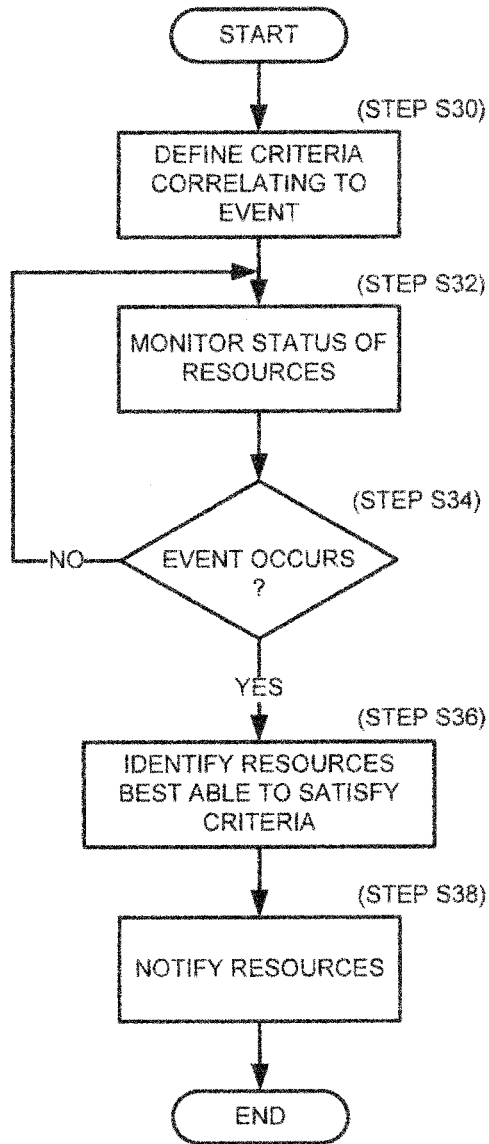 START
(STEP S30)
DEFINE CRITERIA
CORRELATING TO
EVENT
(STEP S32)
MONITOR STATUS OF
RESOURCES
(STEP S34)
EVENT OCCURS
?
NO
YES
(STEP S36)
IDENTIFY RESOURCES
BEST ABLE TO SATISFY
CRITERIA
(STEP S38)
NOTIFY RESOURCES
END